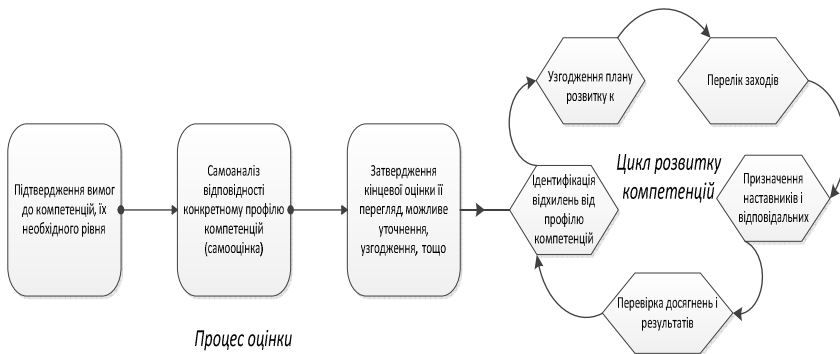 Підтвердження вимог
до компетенцій, їх
необхідного рівня
Самоаналіз
відповідності
конкретному профілю
компетенцій
(самооцінка)
Затвердження
кінцевої оцінки її
перегляд, можливе
уточнення,
узгодження, тощо
Процес оцінки
Ідентифікація
відхилень від
профілю
компетенцій
Узгодження плану
розвитку к
Перелік заходів
Цикл розвитку
компетенцій
Призначення
наставників і
відповідальних
Перевірка досягнень і
результатів